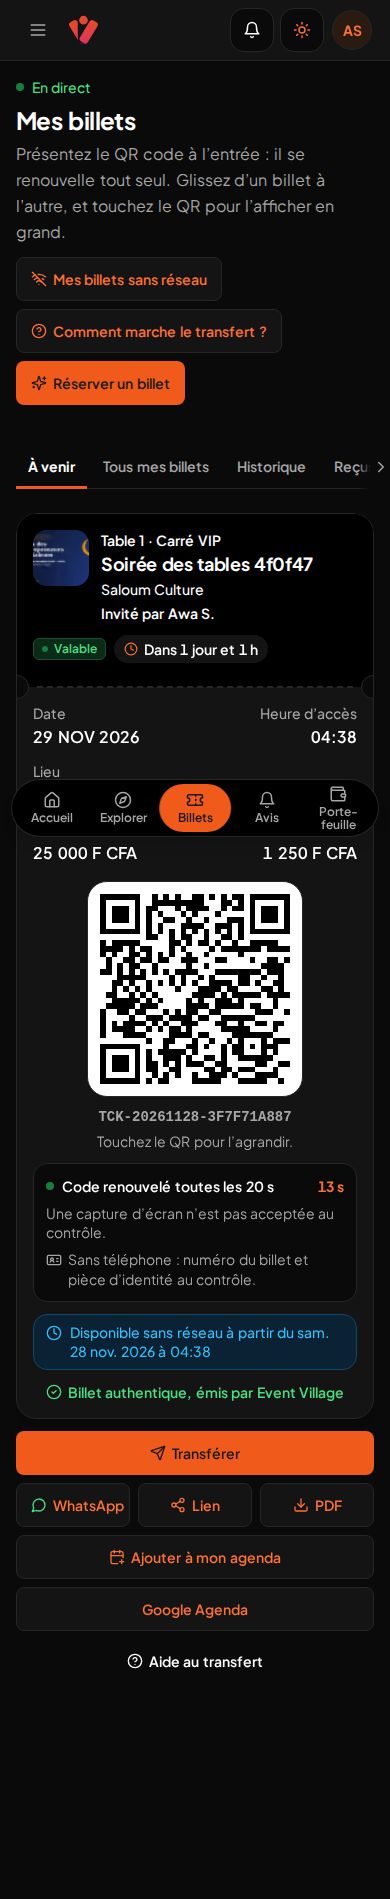 AS
En direct
Mes billets
Présentez le QR code à l’entrée : il se
renouvelle tout seul. Glissez d’un billet à
l’autre, et touchez le QR pour l’afficher en
grand.
Mes billets sans réseau
Comment marche le transfert ?
Réserver un billet
À venir
Tous mes billets
Historique
Table 1 · Carré VIP
Soirée des tables 4f0f47
Saloum Culture
Invité par Awa S.
Valable
Dans 1 jour et 1 h
Date
Heure d’accès
29 NOV 2026
04:38
Lieu
Accueil
Explorer
Billets
Avis
Porte-
feuille
25 000 F CFA
1 250 F CFA
TCK-20261128-3F7F71A887
Touchez le QR pour l’agrandir.
Code renouvelé toutes les 20 s
13 s
Une capture d’écran n’est pas acceptée au
contrôle.
Sans téléphone : numéro du billet et
pièce d’identité au contrôle.
Disponible sans réseau à partir du sam.
28 nov. 2026 à 04:38
Billet authentique, émis par Event Village
Transférer
WhatsApp
Lien
PDF
Ajouter à mon agenda
Google Agenda
Aide au transfert